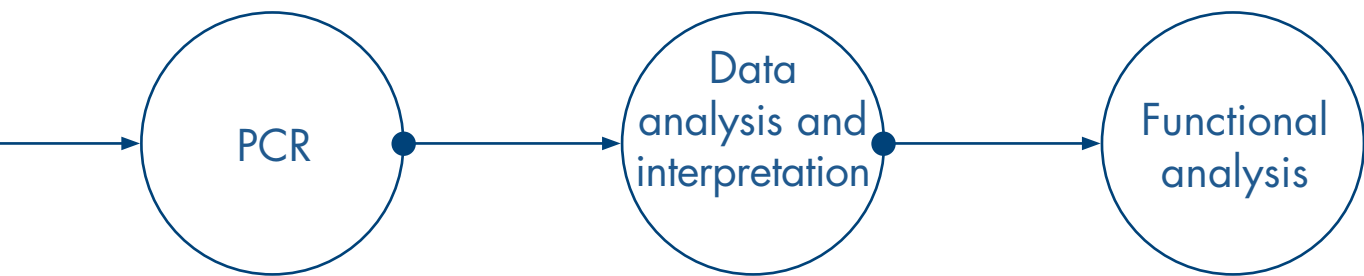 PCR
Data
analysis and
interpretation
Functional
analysis